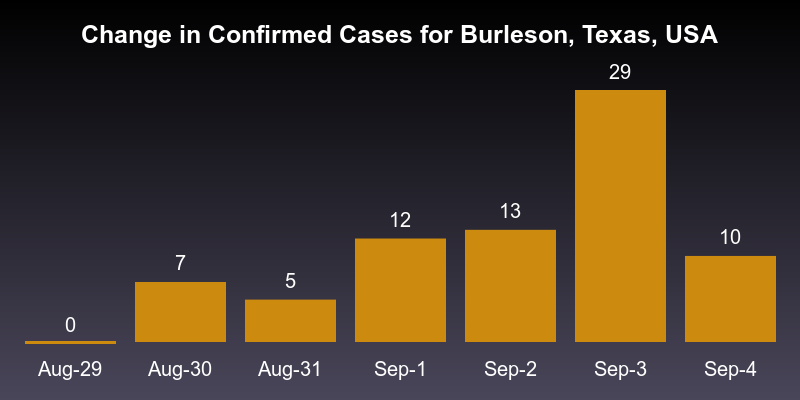 Change in Confirmed Cases for Burleson, Texas, USA
0
7
5
12
13
29
10
Aug-29
Aug-30
Aug-31
Sep-1
Sep-2
Sep-3
Sep-4